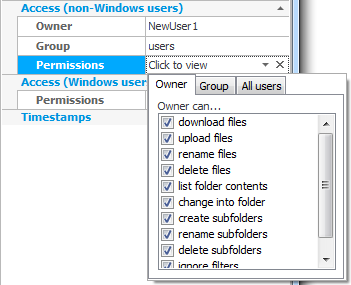 Access (non-Windows users)
Owner NewUser1
Group users
Permissions Click to view
Access (Windows user
Permissions
Timestamps
Owner Group All users
Owner can...
download files
upload files
rename files
delete files
list folder contents
change into folder
create subfolders
rename subfolders
delete subfolders
ignore filters